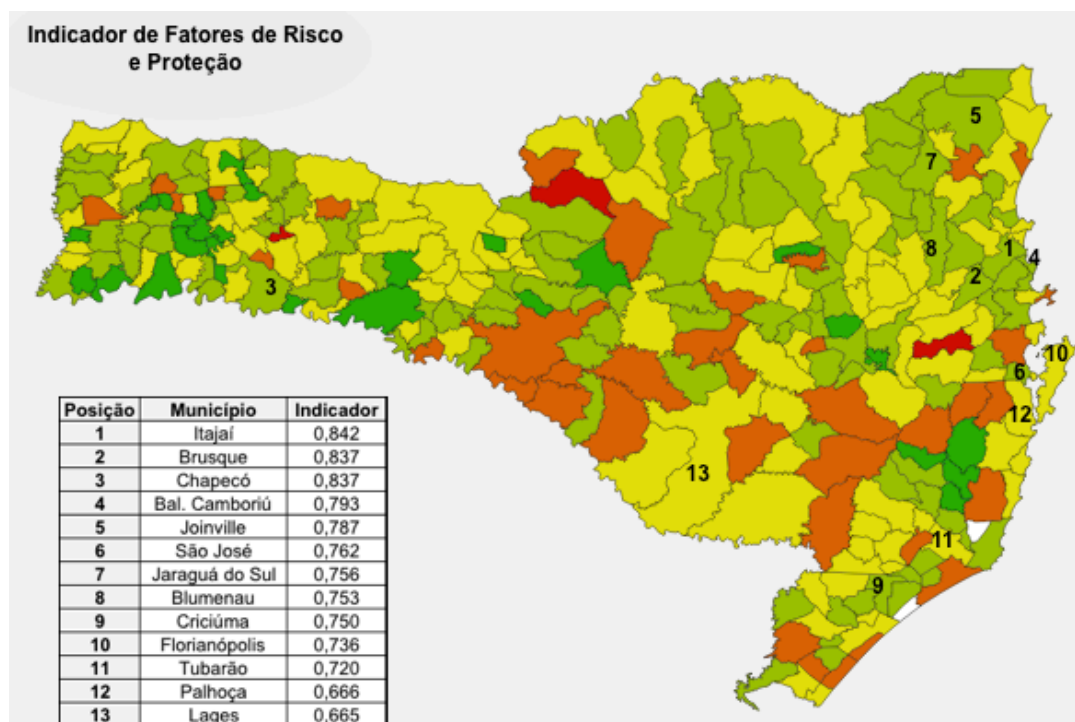 Indicador de Fatores de Risco
e Proteção
5
7
8
1
4
2
3
10
6
12
13
11
9
Posição Município Indicador
1 Itajaí 0,842
2 Brusque 0,837
3 Chapecó 0,837
4 Bal. Camboriú 0,793
5 Joinville 0,787
6 São José 0,762
7 Jaraguá do Sul 0,756
8 Blumenau 0,753
9 Criciúma 0,750
10 Florianópolis 0,736
11 Tubarão 0,720
12 Palhoça 0,666
13 Lages 0,665